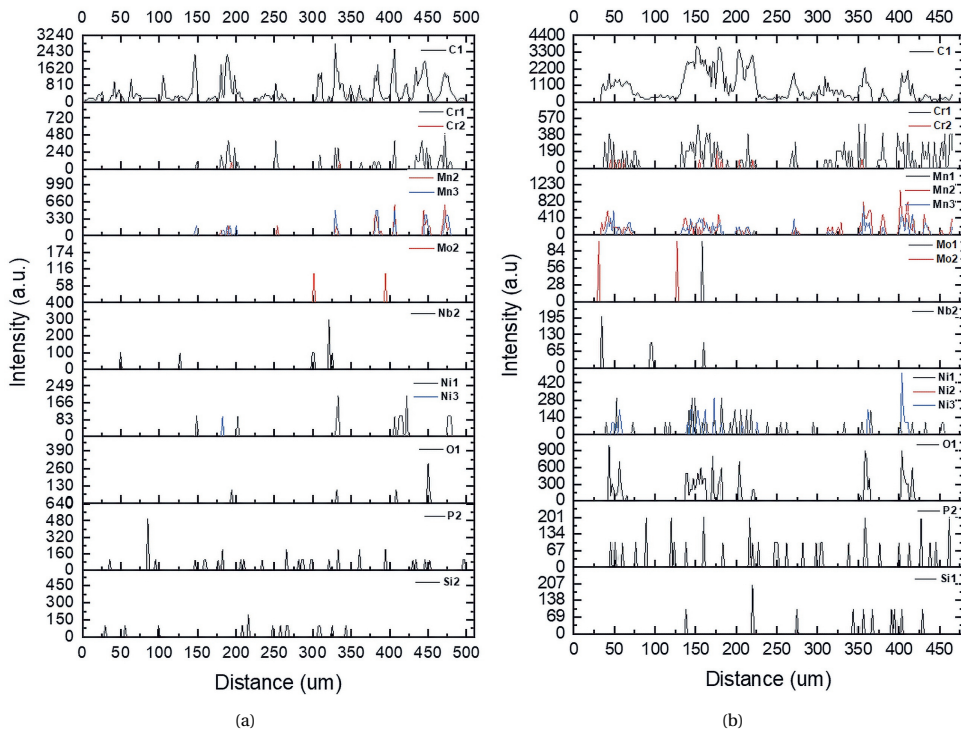 0 50 100 150 200 250 300 350 400 450 500
3240
2430
1620
810
0
C1
720
480
240
0
Cr1
Cr2
990
660
330
0
Mn2
Mn3
174
116
58
400
Mo2
300
200
100
0
Nb2
249
166
83
0
Ni1
Ni3
390
260
130
640
O1
480
320
160
0
P2
450
300
150
0
Si2
0 50 100 150 200 250 300 350 400 450 500
Intensity (a.u.)
Distance (um)
(a)
0 50 100 150 200 250 300 350 400 450
4400
3300
2200
1100
0
C1
570
380
190
0
Cr1
Cr2
1230
820
410
0
Mn1
Mn2
Mn3
84
56
28
0
Mo1
Mo2
195
130
65
0
Nb2
420
280
140
0
Ni1
Ni2
Ni3
900
600
300
0
O1
201
134
67
0
P2
207
138
69
0
Si1
0 50 100 150 200 250 300 350 400 450
Intensity (a.u)
Distance (um)
(b)